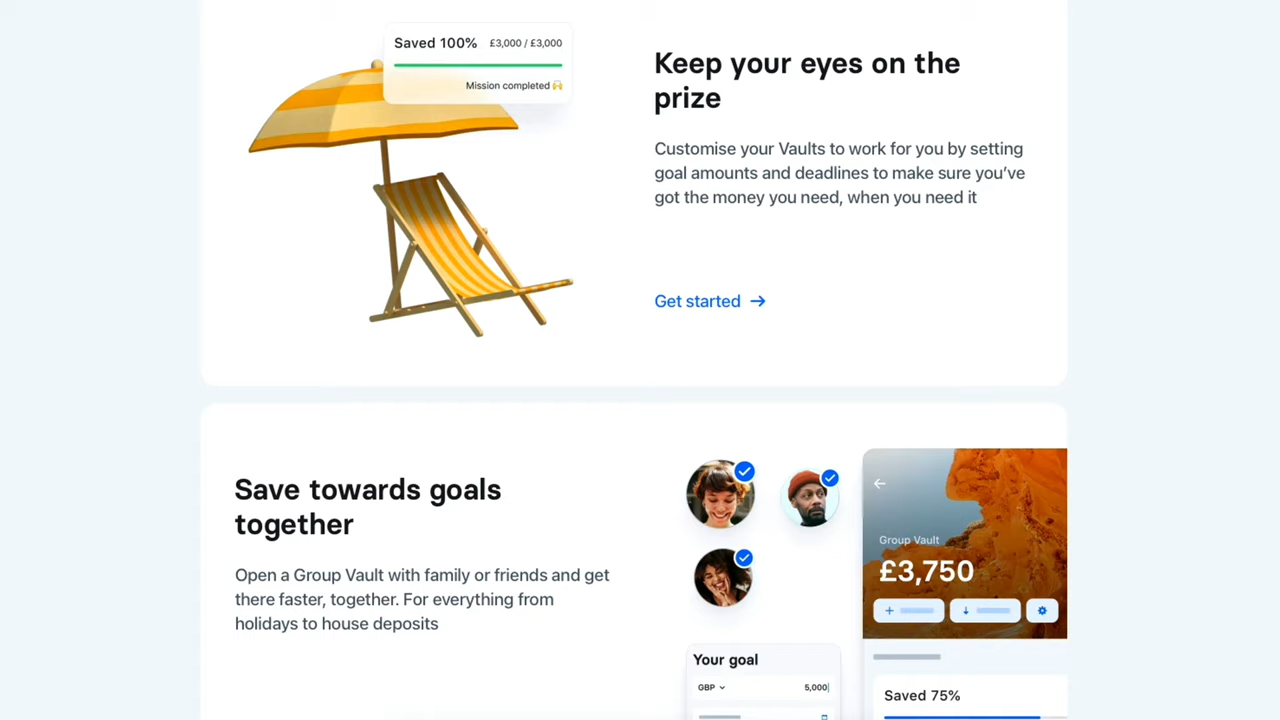 Saved 100% £3,000 / £3,000
Mission completed 🙌
Keep your eyes on the
prize
Customise your Vaults to work for you by setting
goal amounts and deadlines to make sure you’ve
got the money you need, when you need it
Get started →
Save towards goals
together
Open a Group Vault with family or friends and get
there faster, together. For everything from
holidays to house deposits
Group Vault
£3,750
Your goal
GBP 5,000
Saved 75%